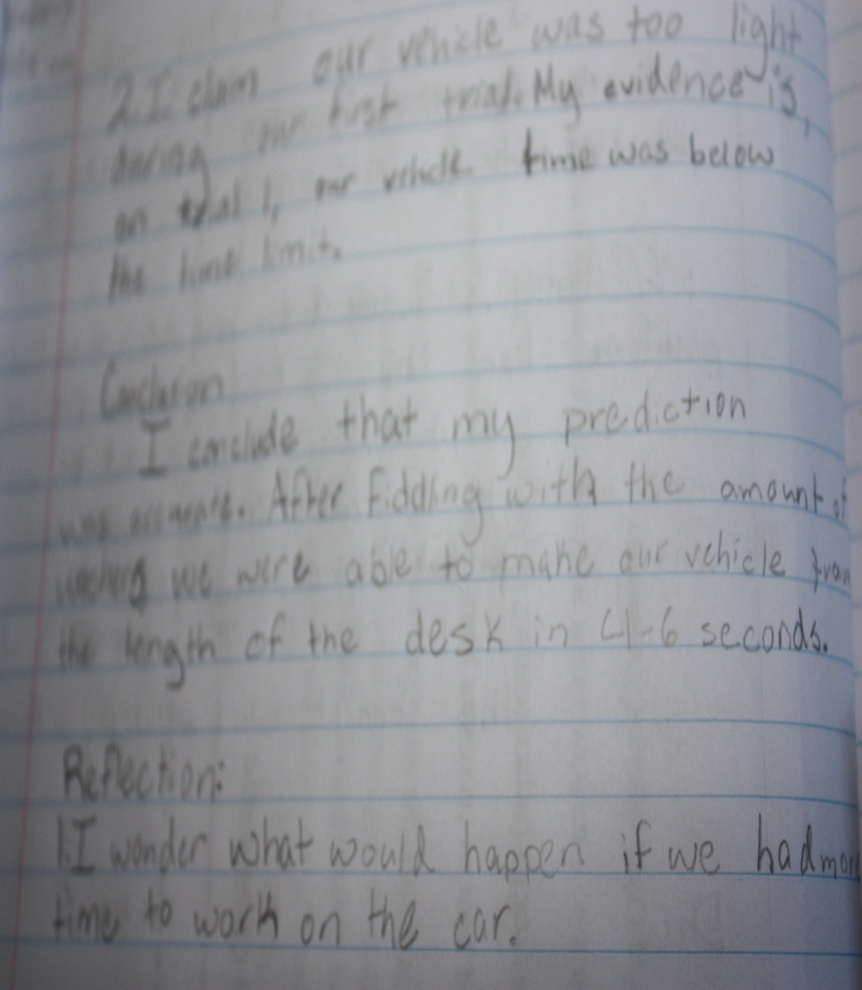 2.I claim our vehicle was too light
during our first trial. My evidence is,
on trial 1, our vehicle time was below
the time limit.
Conclusion
I conclude that my prediction
was accurate. After fiddling with the amount of
washers we were able to make our vehicle
the length of the desk in 4-6 seconds.
Reflection:
1.I wonder what would happen if we had more
time to work on the car.